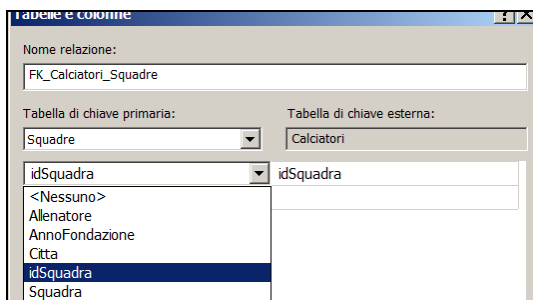 Tabelle e colonne
Nome relazione:
FK_Calciatori_Squadre
Tabella di chiave primaria: Tabella di chiave esterna:
Squadre Calciatori
idSquadra idSquadra
<Nessuno>
Allenatore
AnnoFondazione
Citta
idSquadra
Squadra